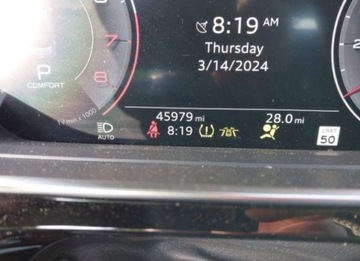 8:19 AM
Thursday
3/14/2024
P
COMFORT
7
8
1/min x 1000
45979 mi
28.0 mi
AUTO
8:19
50